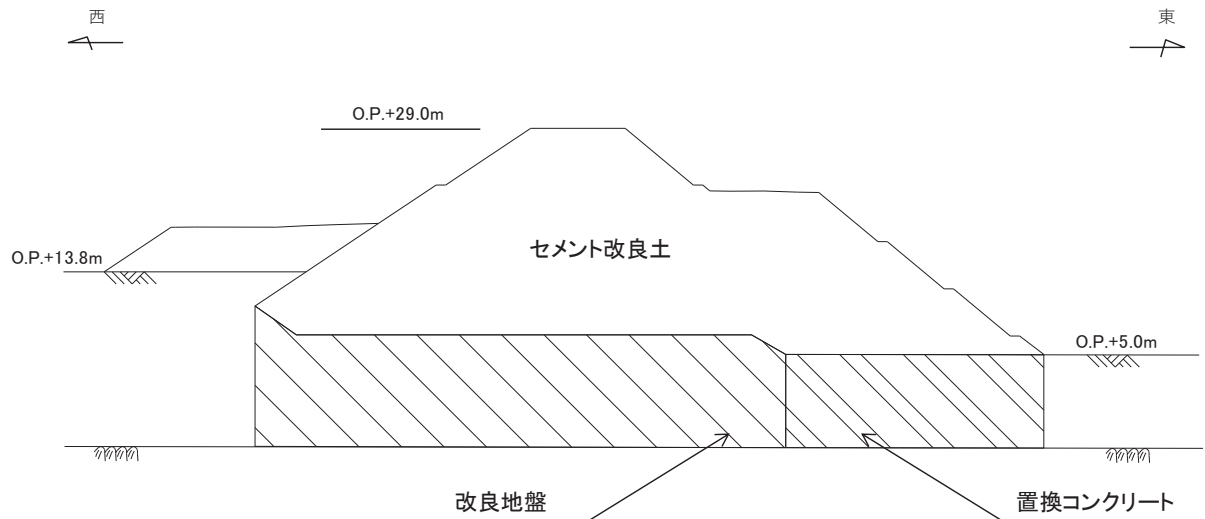 西
東
O.P.+29.0m
セメント改良土
O.P.+13.8m
O.P.+5.0m
改良地盤
置換コンクリート